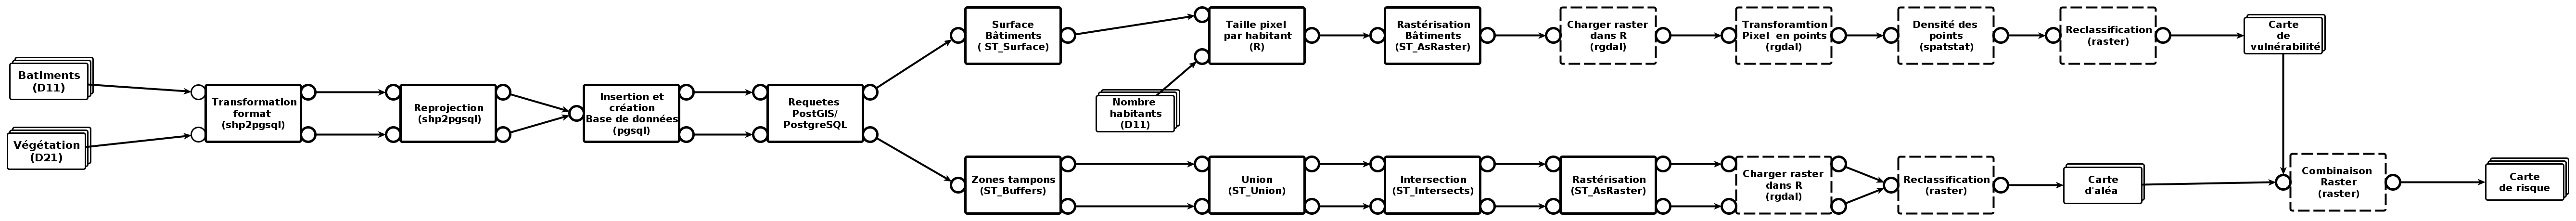 Batiments
(D11)
Végétation
(D21)
Transformation
format
(shp2pgsql)
Reprojection
(shp2pgsql)
Insertion et
création
Base de données
(pgsql)
Requetes
PostGIS/
PostgreSQL
Surface
Bâtiments
( ST_Surface)
Taille pixel
par habitant
(R)
Nombre
habitants
(D11)
Rastérisation
Bâtiments
(ST_AsRaster)
Charger raster
dans R
(rgdal)
Transforamtion
Pixel en points
(rgdal)
Densité des
points
(spatstat)
Reclassification
(raster)
Carte
de
vulnérabilité
Zones tampons
(ST_Buffers)
Union
(ST_Union)
Intersection
(ST_Intersects)
Rastérisation
(ST_AsRaster)
Charger raster
dans R
(rgdal)
Reclassification
(raster)
Carte
d'aléa
Combinaison
Raster
(raster)
Carte
de risque